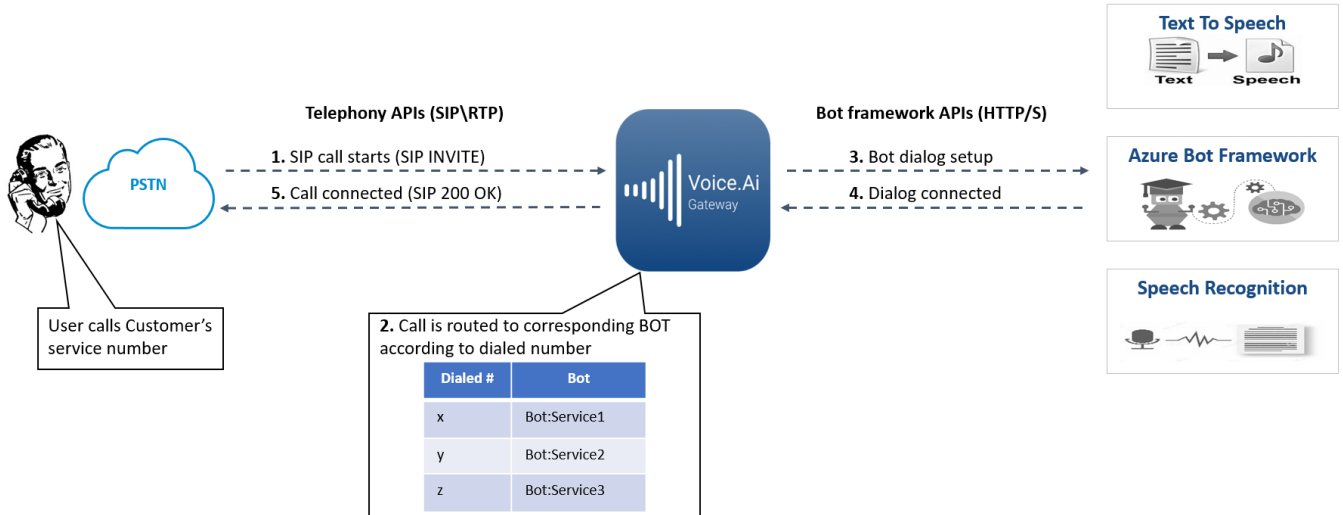 Text To Speech
Text
Speech
Telephony APIs (SIP\RTP)
Bot framework APIs (HTTP/S)
1. SIP call starts (SIP INVITE)
3. Bot dialog setup
PSTN
Voice.Ai
Gateway
Azure Bot Framework
5. Call connected (SIP 200 OK)
4. Dialog connected
Speech Recognition
User calls Customer's
service number
2. Call is routed to corresponding BOT
according to dialed number
Dialed # Bot
x Bot:Service1
y Bot:Service2
z Bot:Service3